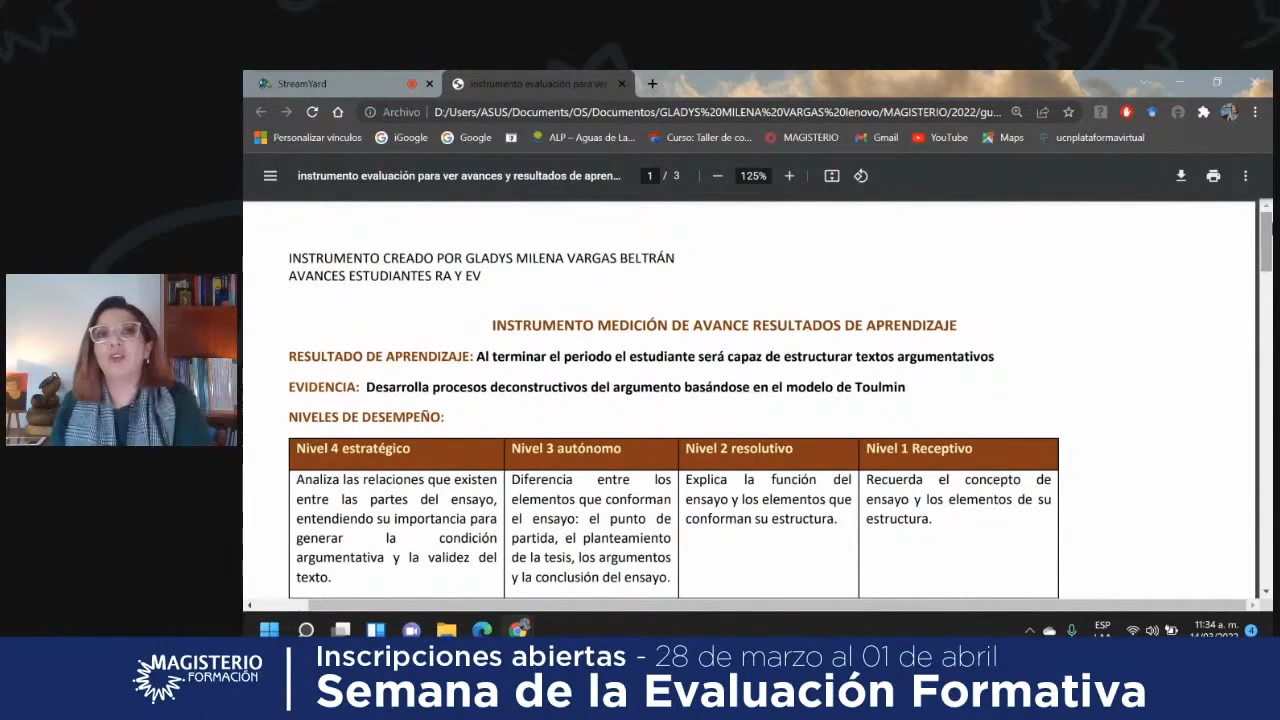 StreamYard
instrumento evaluación para ver
Archivo
D:/Users/ASUS/Documents/OS/Documentos/GLADYS%20MILENA%20VARGAS%20lenovo/MAGISTERIO/2022/gu...
Personalizar vínculos
iGoogle
Google
ALP – Aguas de La...
Curso: Taller de co...
MAGISTERIO
Gmail
YouTube
Maps
ucnplataformavirtual
instrumento evaluación para ver avances y resultados de apren...
1 / 3
125%
INSTRUMENTO CREADO POR GLADYS MILENA VARGAS BELTRÁN
AVANCES ESTUDIANTES RA Y EV
INSTRUMENTO MEDICIÓN DE AVANCE RESULTADOS DE APRENDIZAJE
RESULTADO DE APRENDIZAJE: Al terminar el periodo el estudiante será capaz de estructurar textos argumentativos
EVIDENCIA: Desarrolla procesos deconstructivos del argumento basándose en el modelo de Toulmin
NIVELES DE DESEMPEÑO:
Nivel 4 estratégico
Analiza las relaciones que existen
entre las partes del ensayo,
entendiendo su importancia para
generar la condición
argumentativa y la validez del
texto.
Nivel 3 autónomo
Diferencia entre los
elementos que conforman
el ensayo: el punto de
partida, el planteamiento
de la tesis, los argumentos
y la conclusión del ensayo.
Nivel 2 resolutivo
Explica la función del
ensayo y los elementos que
conforman su estructura.
Nivel 1 Receptivo
Recuerda el concepto de
ensayo y los elementos de su
estructura.
ESP
11:34 a. m.
14/03/2022
4
MAGISTERIO
FORMACIÓN
Inscripciones abiertas - 28 de marzo al 01 de abril
Semana de la Evaluación Formativa